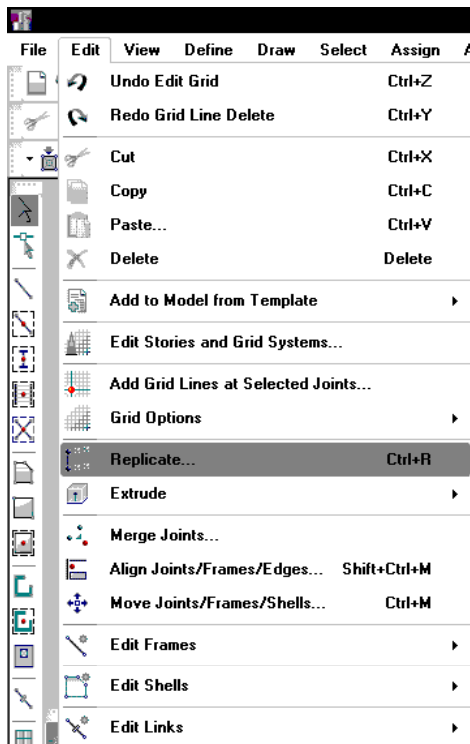 File Edit View Define Draw Select Assign A
Undo Edit Grid Ctrl+Z
Redo Grid Line Delete Ctrl+Y
Cut Ctrl+X
Copy Ctrl+C
Paste... Ctrl+V
Delete Delete
Add to Model from Template
Edit Stories and Grid Systems...
Add Grid Lines at Selected Joints...
Grid Options
Replicate... Ctrl+R
Extrude
Merge Joints...
Align Joints/Frames/Edges... Shift+Ctrl+M
Move Joints/Frames/Shells... Ctrl+M
Edit Frames
Edit Shells
Edit Links